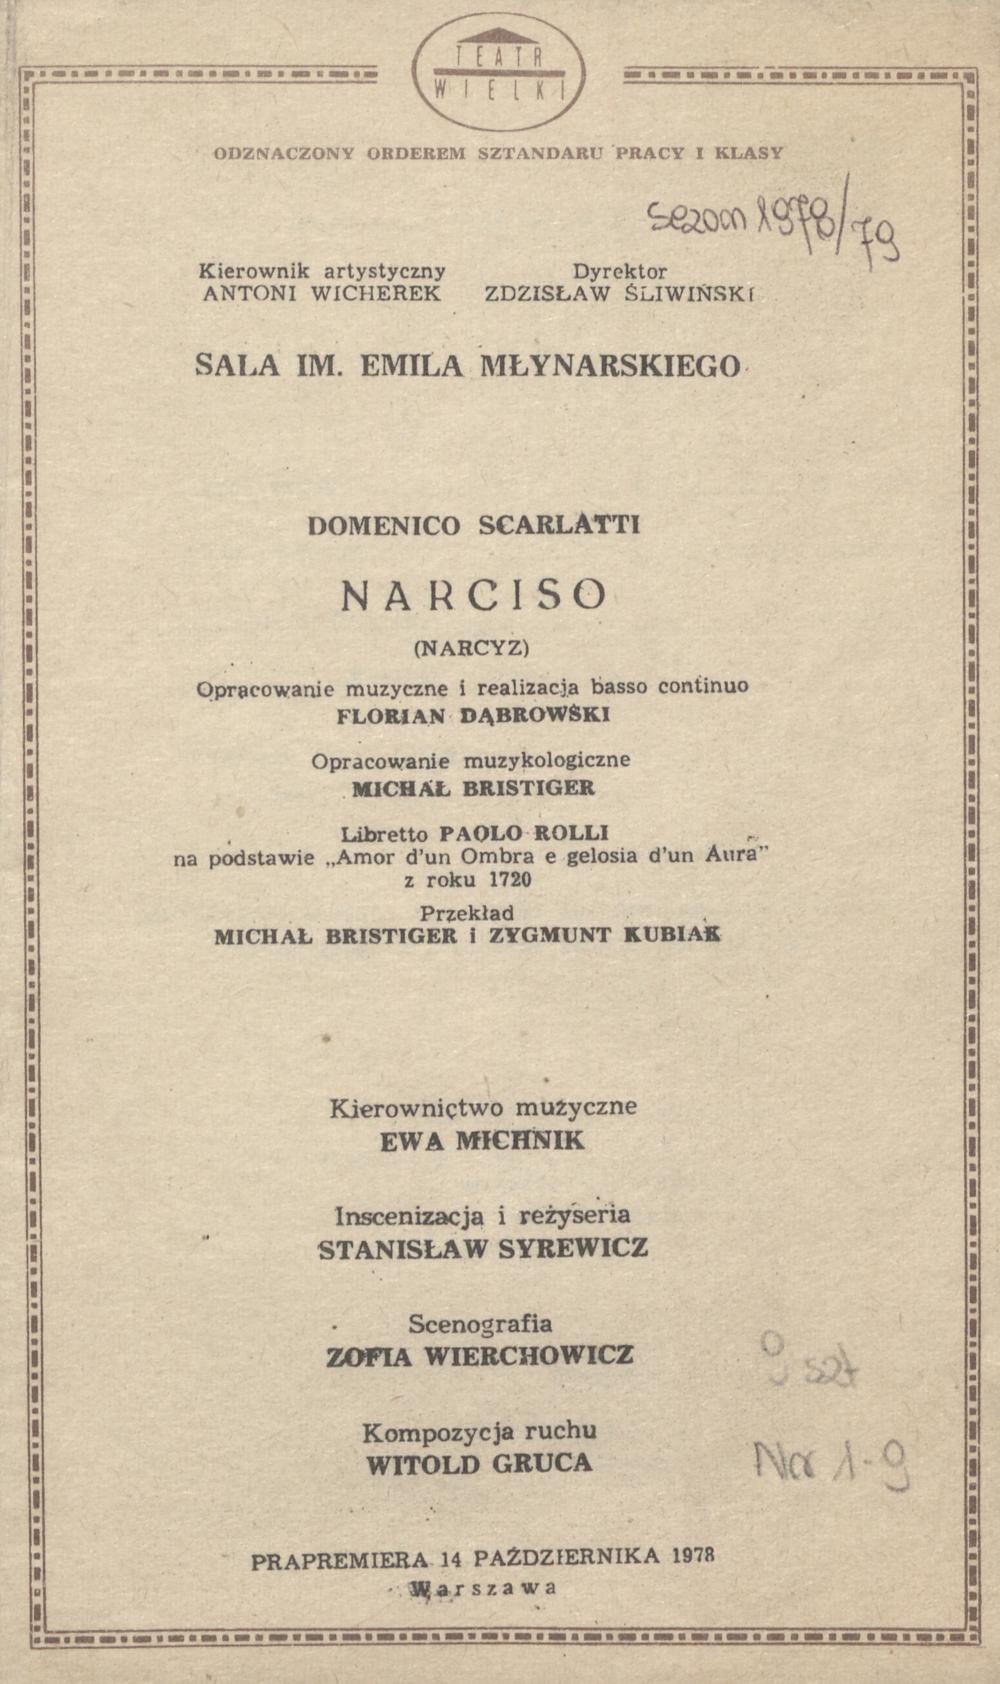 TEATR
WIELKI
ODZNACZONY ORDEREM SZTANDARU PRACY I KLASY
sezon 1978/79
Kierownik artystyczny Dyrektor
ANTONI WICHEREK ZDZISŁAW ŚLIWIŃSKI
SALA IM. EMILA MŁYNARSKIEGO
DOMENICO SCARLATTI
NARCISO
(NARCYZ)
Opracowanie muzyczne i realizacja basso continuo
FLORIAN DĄBROWSKI
Opracowanie muzykologiczne
MICHAŁ BRISTIGER
Libretto PAOLO ROLLI
na podstawie „Amor d'un Ombra e gelosia d'un Aura"
z roku 1720
Przekład
MICHAŁ BRISTIGER i ZYGMUNT KUBIAK
Kierownictwo muzyczne
EWA MICHNIK
Inscenizacja i reżyseria
STANISŁAW SYREWICZ
Scenografia
ZOFIA WIERCHOWICZ
9 szt
Kompozycja ruchu
WITOLD GRUCA
Nr 1-9
PRAPREMIERA 14 PAŹDZIERNIKA 1978
Warszawa